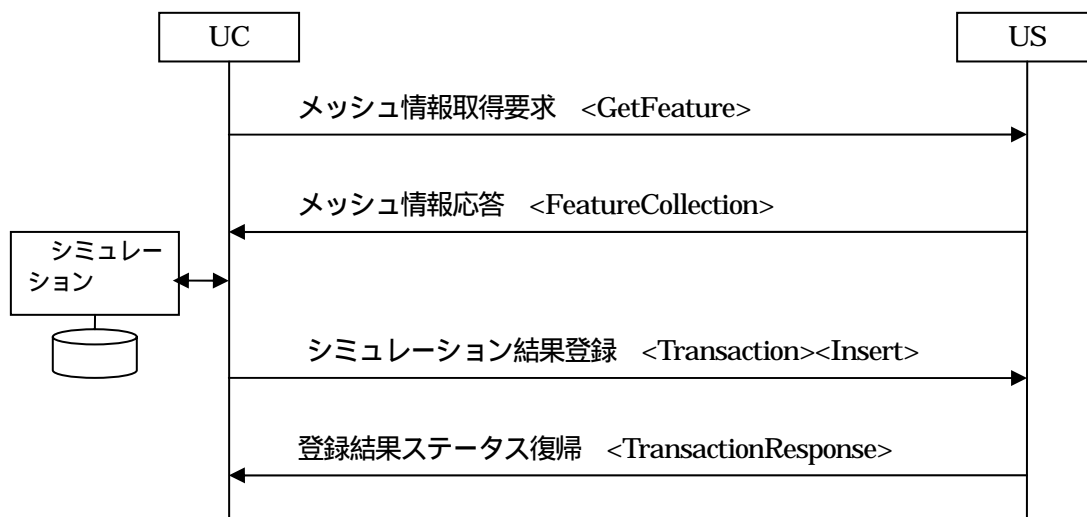 UC
US
メッシュ情報取得要求 <GetFeature>
メッシュ情報応答 <FeatureCollection>
シミュレー
ション
シミュレーション結果登録 <Transaction><Insert>
登録結果ステータス復帰 <TransactionResponse>